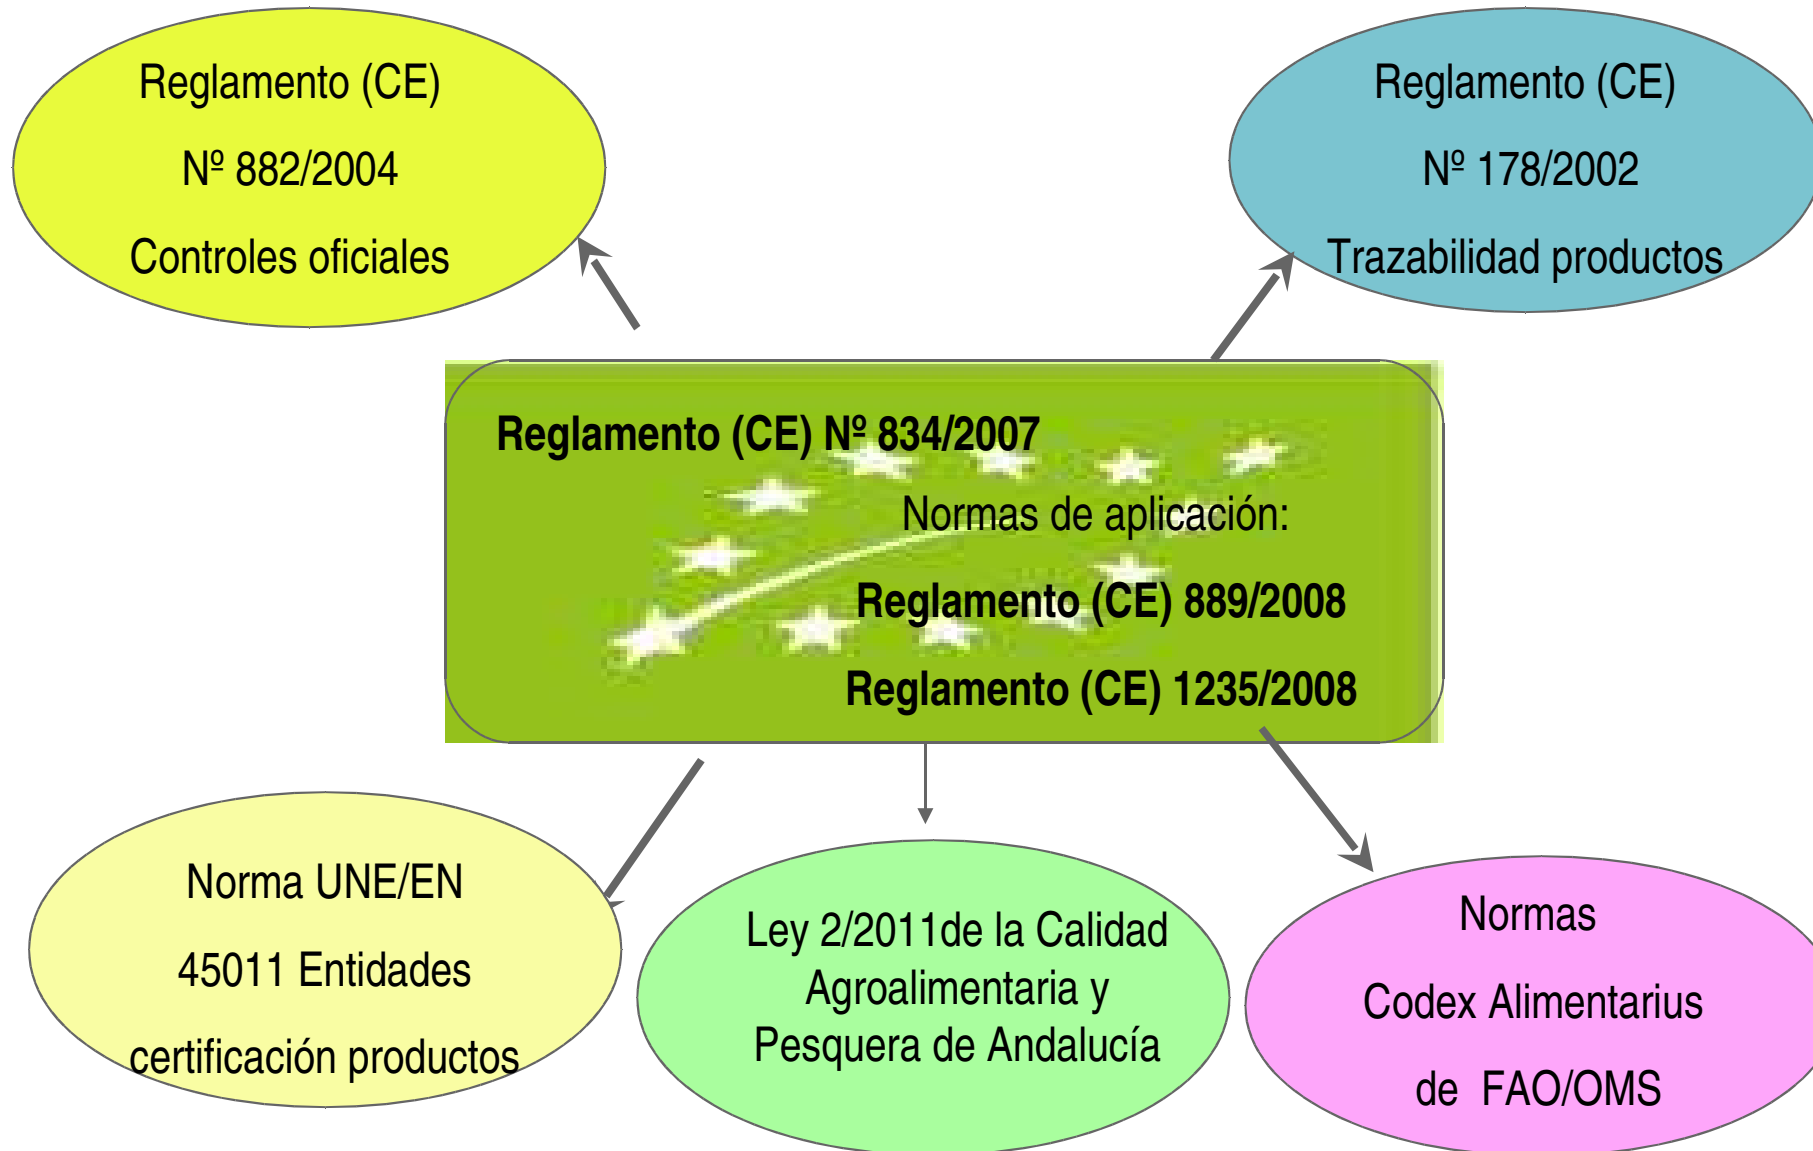 Reglamento (CE)
Nº 882/2004
Controles oficiales
Reglamento (CE)
Nº 178/2002
Trazabilidad productos
Reglamento (CE) Nº 834/2007
Normas de aplicación:
Reglamento (CE) 889/2008
Reglamento (CE) 1235/2008
Norma UNE/EN
45011 Entidades
certificación productos
Ley 2/2011de la Calidad
Agroalimentaria y
Pesquera de Andalucía
Normas
Codex Alimentarius
de FAO/OMS